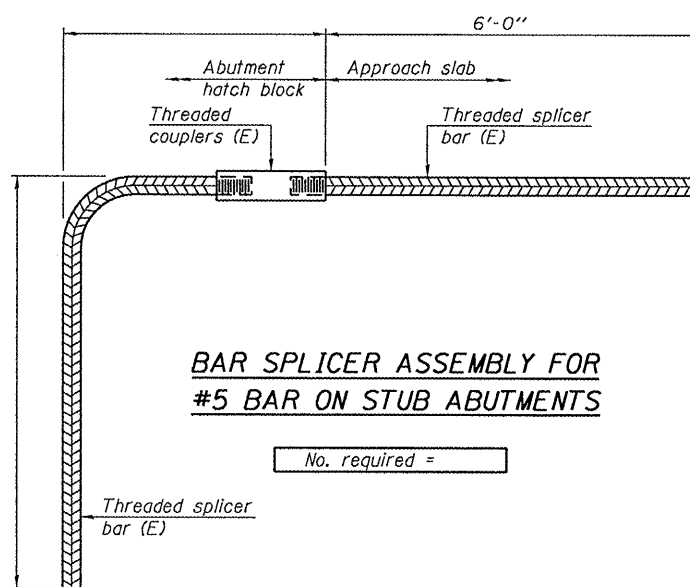 6'-0"
Abutment
hatch block
Approach slab
Threaded
couplers (E)
Threaded splicer
bar (E)
BAR SPLICER ASSEMBLY FOR
#5 BAR ON STUB ABUTMENTS
No. required =
Threaded splicer
bar (E)